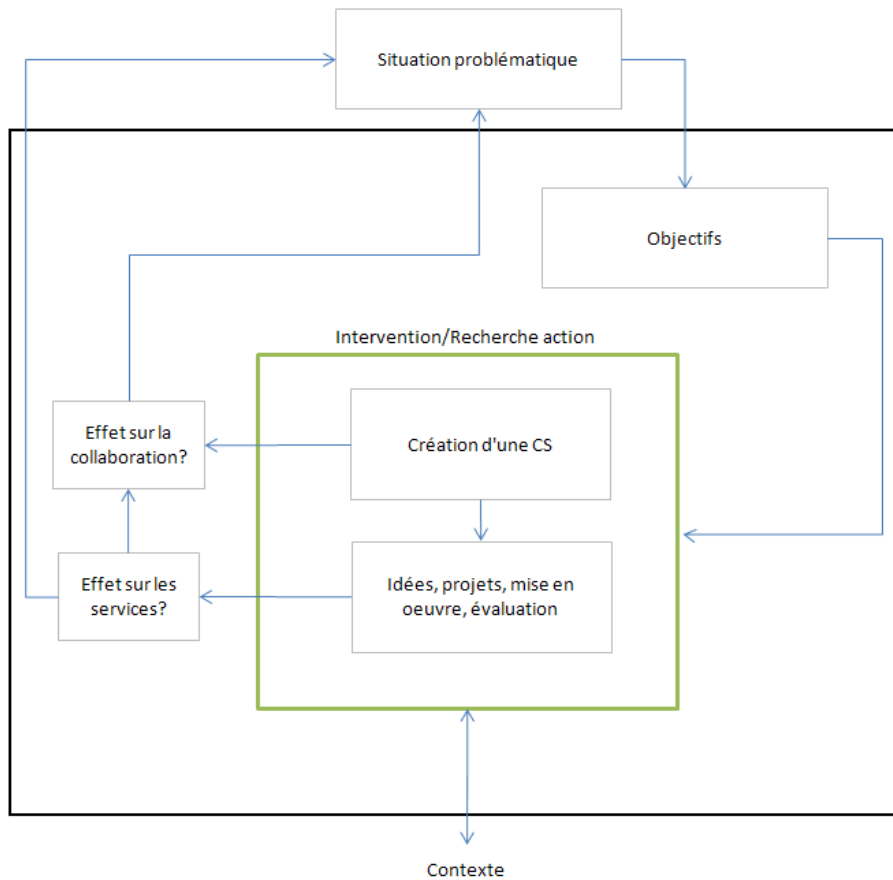 Situation problématique
Objectifs
Intervention/Recherche action
Création d'une CS
Effet sur la
collaboration?
Idées, projets, mise en
oeuvre, évaluation
Effet sur les
services?
Contexte